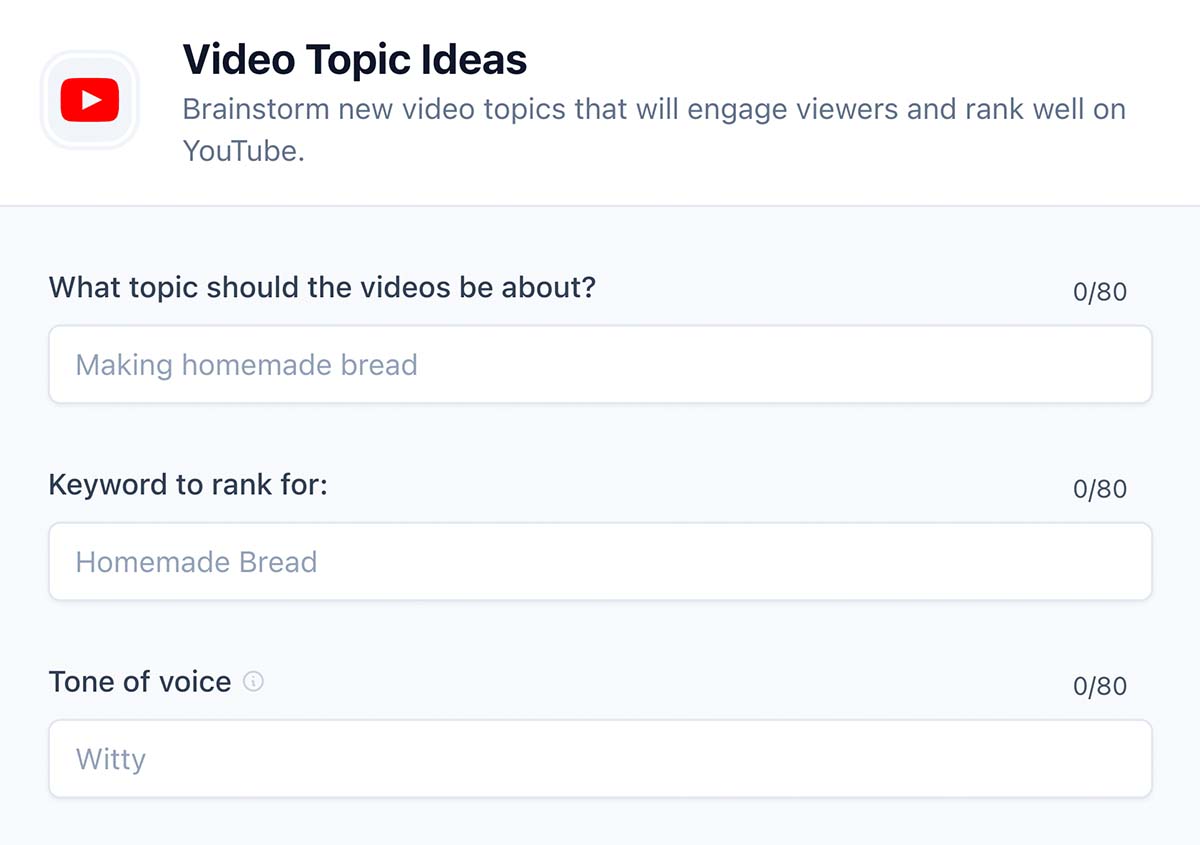 Video Topic Ideas
Brainstorm new video topics that will engage viewers and rank well on
YouTube.
What topic should the videos be about?
0/80
Making homemade bread
Keyword to rank for:
0/80
Homemade Bread
Tone of voice
0/80
Witty